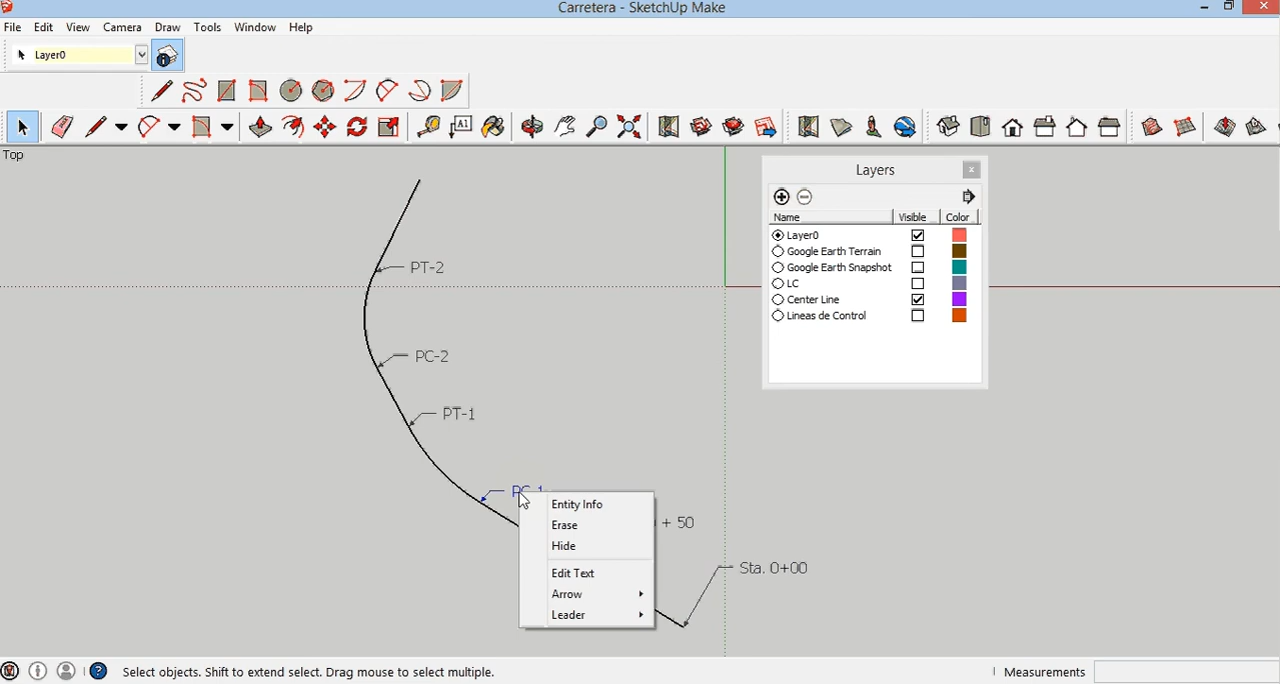 Carretera - SketchUp Make
File Edit View Camera Draw Tools Window Help
Layer0
A1
Top
Layers
Name Visible Color
Layer0
Google Earth Terrain
Google Earth Snapshot
LC
Center Line
Lineas de Control
PT-2
PC-2
PT-1
PC-1
+ 50
Sta. 0+00
Entity Info
Erase
Hide
Edit Text
Arrow
Leader
Select objects. Shift to extend select. Drag mouse to select multiple.
Measurements